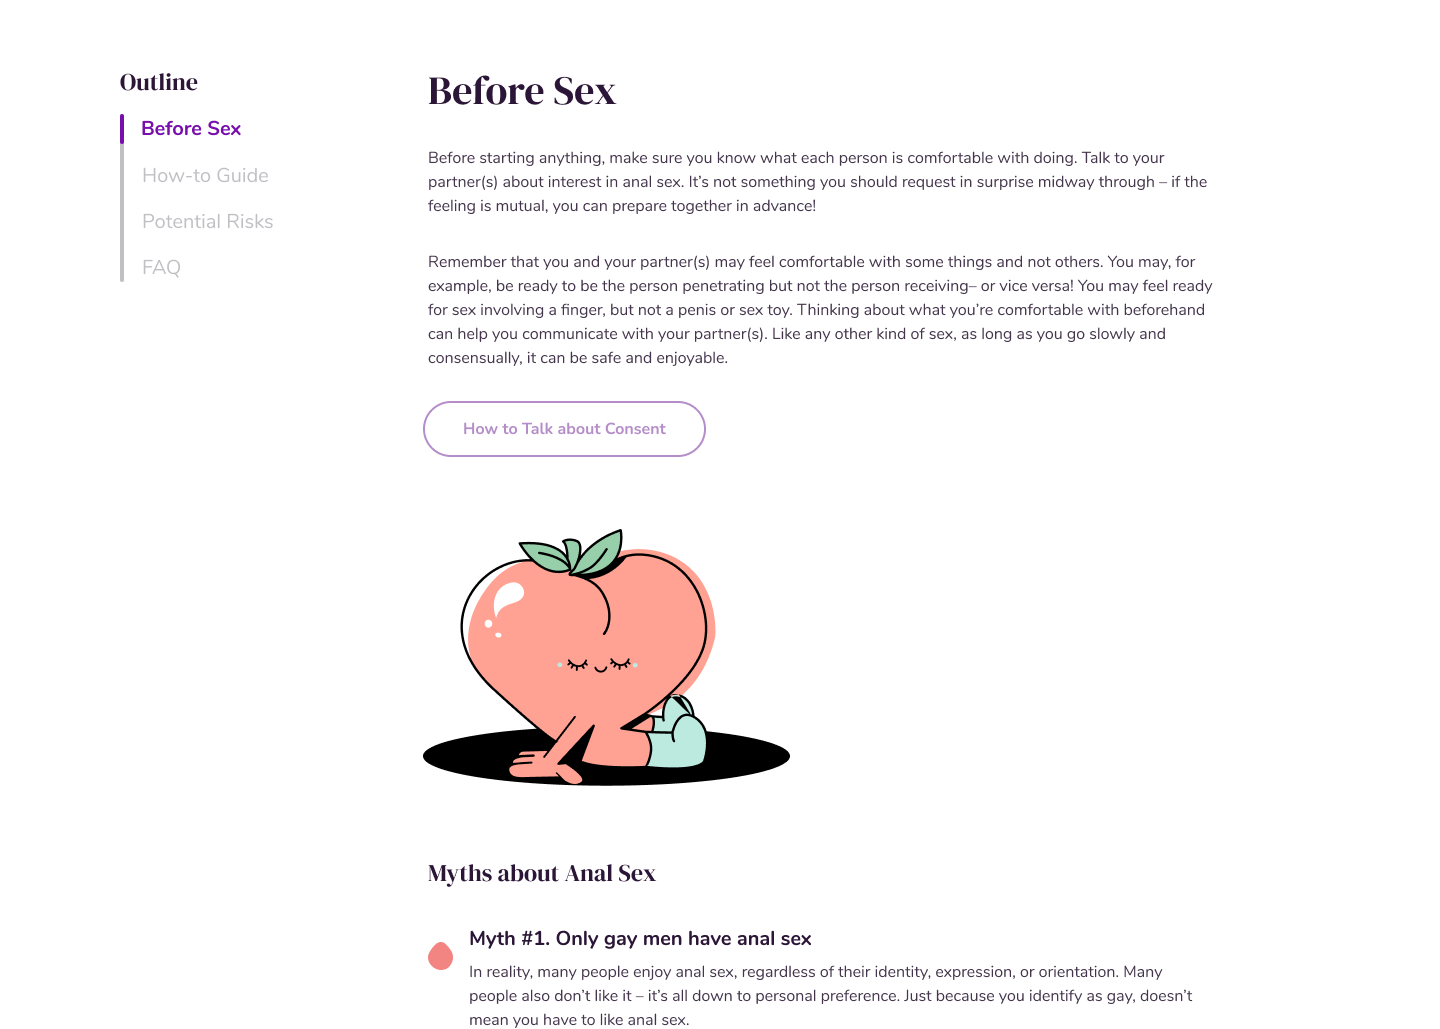 Outline
Before Sex
How-to Guide
Potential Risks
FAQ
Before Sex
Before starting anything, make sure you know what each person is comfortable with doing. Talk to your
partner(s) about interest in anal sex. It’s not something you should request in surprise midway through – if the
feeling is mutual, you can prepare together in advance!
Remember that you and your partner(s) may feel comfortable with some things and not others. You may, for
example, be ready to be the person penetrating but not the person receiving– or vice versa! You may feel ready
for sex involving a finger, but not a penis or sex toy. Thinking about what you’re comfortable with beforehand
can help you communicate with your partner(s). Like any other kind of sex, as long as you go slowly and
consensually, it can be safe and enjoyable.
How to Talk about Consent
Myths about Anal Sex
Myth #1. Only gay men have anal sex
In reality, many people enjoy anal sex, regardless of their identity, expression, or orientation. Many
people also don’t like it – it’s all down to personal preference. Just because you identify as gay, doesn’t
mean you have to like anal sex.